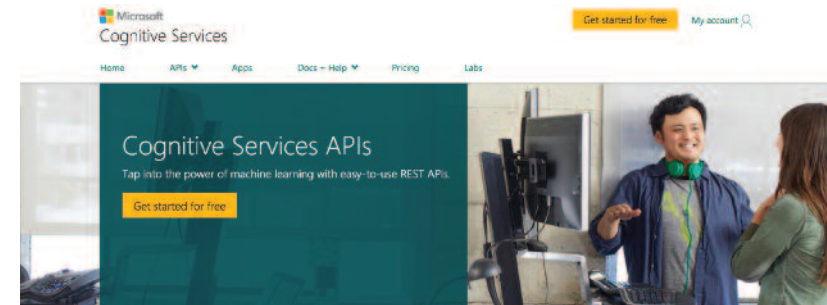 Microsoft
Cognitive Services
Get started for free
My account
Home
APIs
Apps
Docs + Help
Pricing
Labs
Cognitive Services APIs
Tap into the power of machine learning with easy-to-use REST APIs.
Get started for free